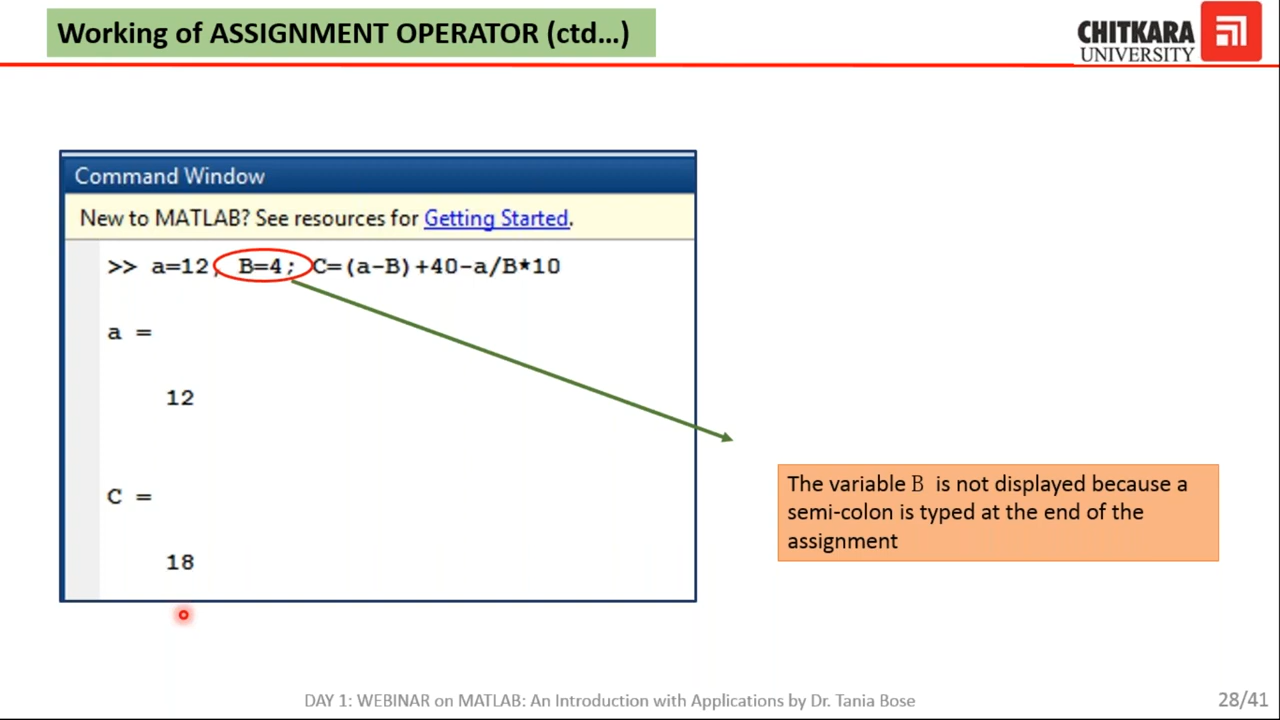 Working of ASSIGNMENT OPERATOR (ctd...)
CHITKARA
UNIVERSITY
Command Window
New to MATLAB? See resources for Getting Started.
>> a=12, B=4; C=(a-B)+40-a/B*10
a =
12
C =
18
The variable B is not displayed because a
semi-colon is typed at the end of the
assignment
DAY 1: WEBINAR on MATLAB: An Introduction with Applications by Dr. Tania Bose
28/41